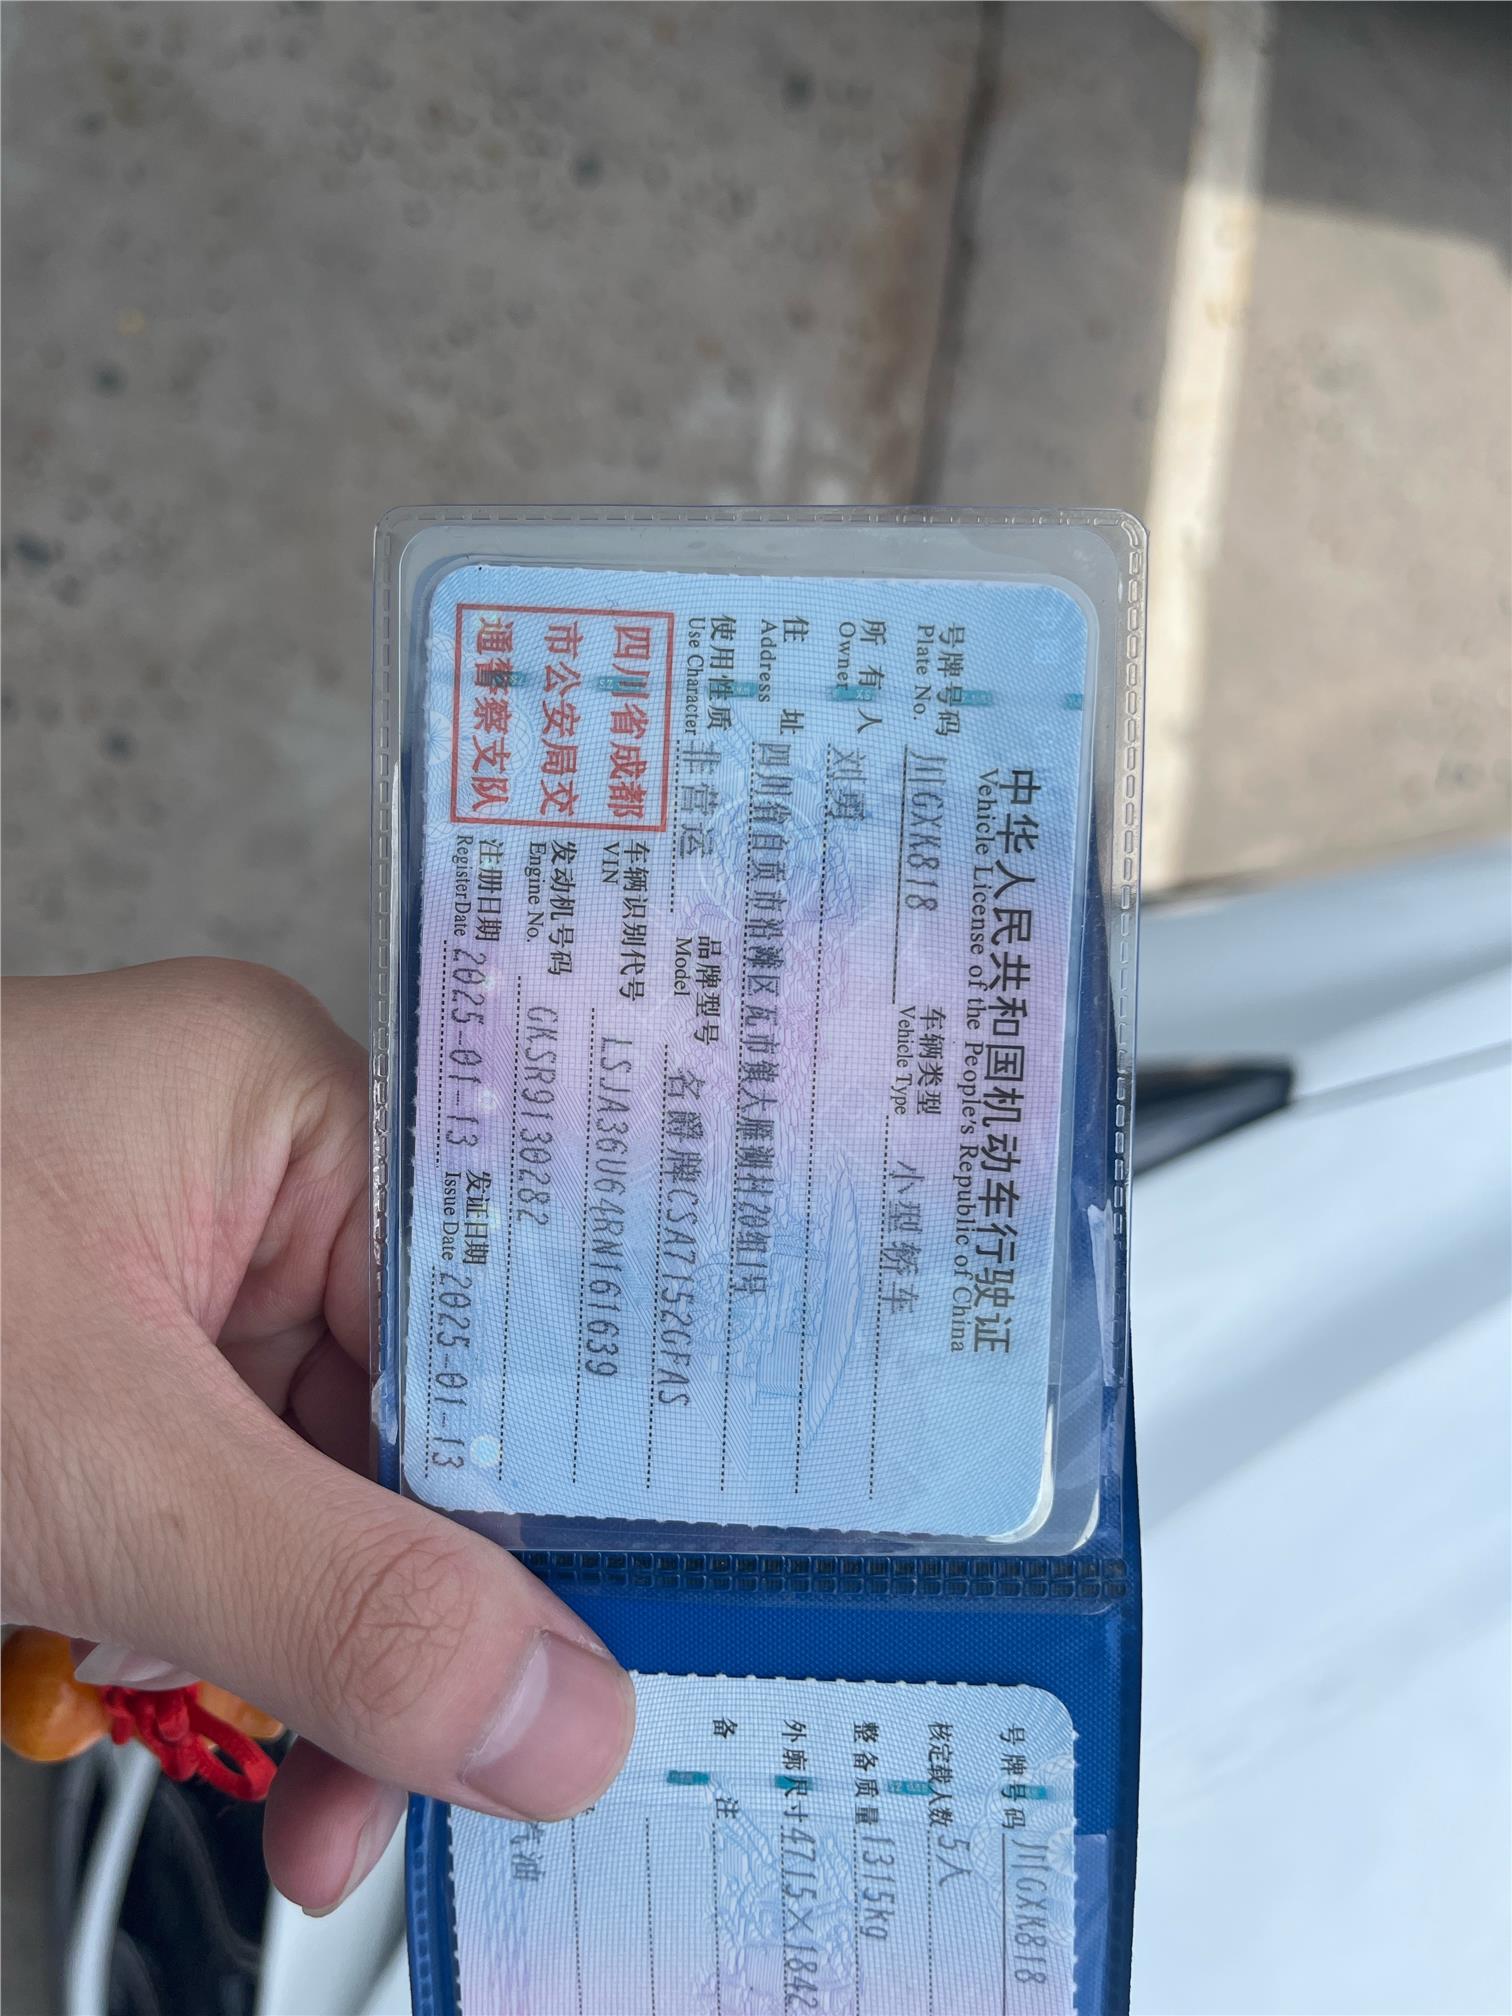 中华人民共和国机动车行驶证
Vehicle License of the People's Republic of China
号牌号码 川GXK818 车辆类型 小型轿车
Plate No. Vehicle Type
所有人 刘勇
Owner
住址 四川省自贡市沿滩区瓦市镇大雁湖村20组1号
Address
使用性质 非营运 品牌型号 名爵牌CSA7152GFAS
Use Character Model
四川省成都
市公安局交
通警察支队
车辆识别代号 LSJA36U64RN161639
VIN
发动机号码 GKSR9130282
Engine No.
注册日期 2025-01-13 发证日期 2025-01-13
Register Date Issue Date
号牌号码 川GXK818
核定载人数 5人
整备质量 1315kg
外廓尺寸 4715×1842
备注
汽油